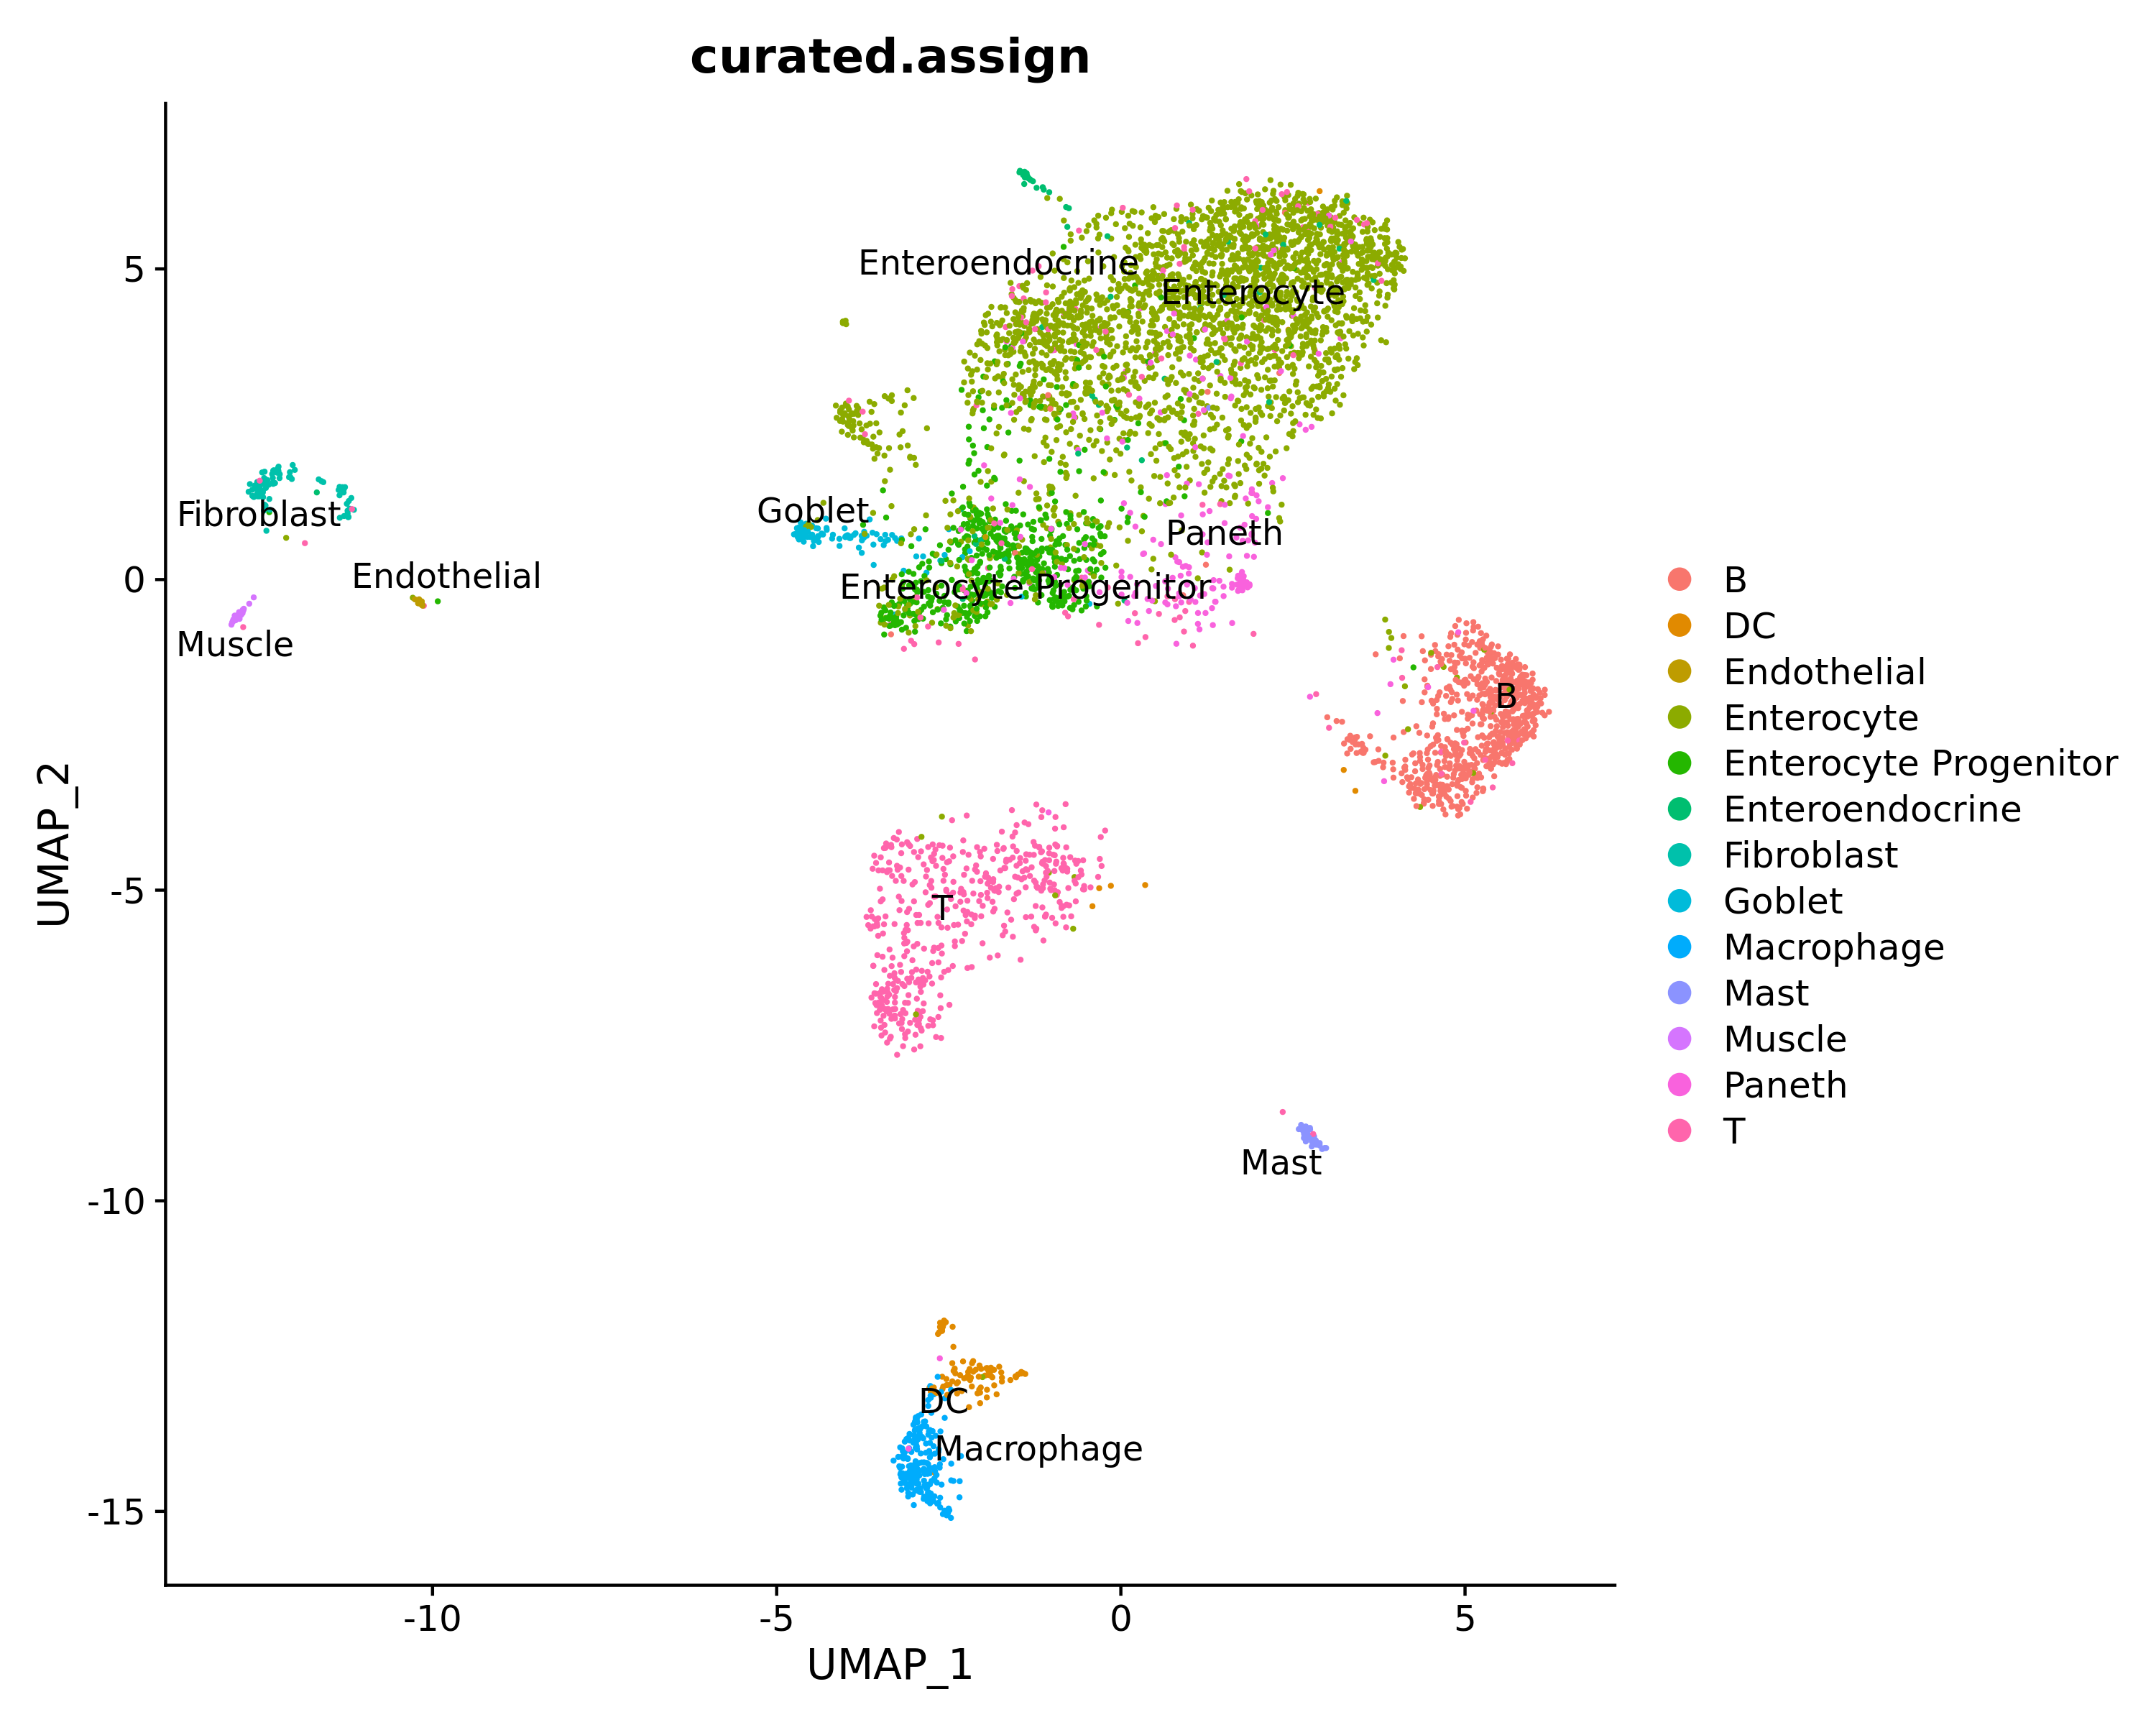 curated.assign
UMAP_2
5
0
-5
-10
-15
Enteroendocrine
Enterocyte
Goblet
Fibroblast
Paneth
Endothelial
Enterocyte Progenitor
Muscle
B
T
Mast
DC
Macrophage
-10
-5
0
5
UMAP_1
B
DC
Endothelial
Enterocyte
Enterocyte Progenitor
Enteroendocrine
Fibroblast
Goblet
Macrophage
Mast
Muscle
Paneth
T